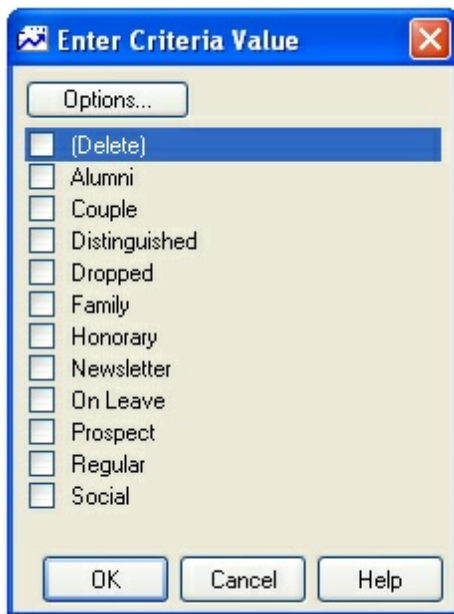 Enter Criteria Value
Options...
(Delete)
Alumni
Couple
Distinguished
Dropped
Family
Honorary
Newsletter
On Leave
Prospect
Regular
Social
OK Cancel Help